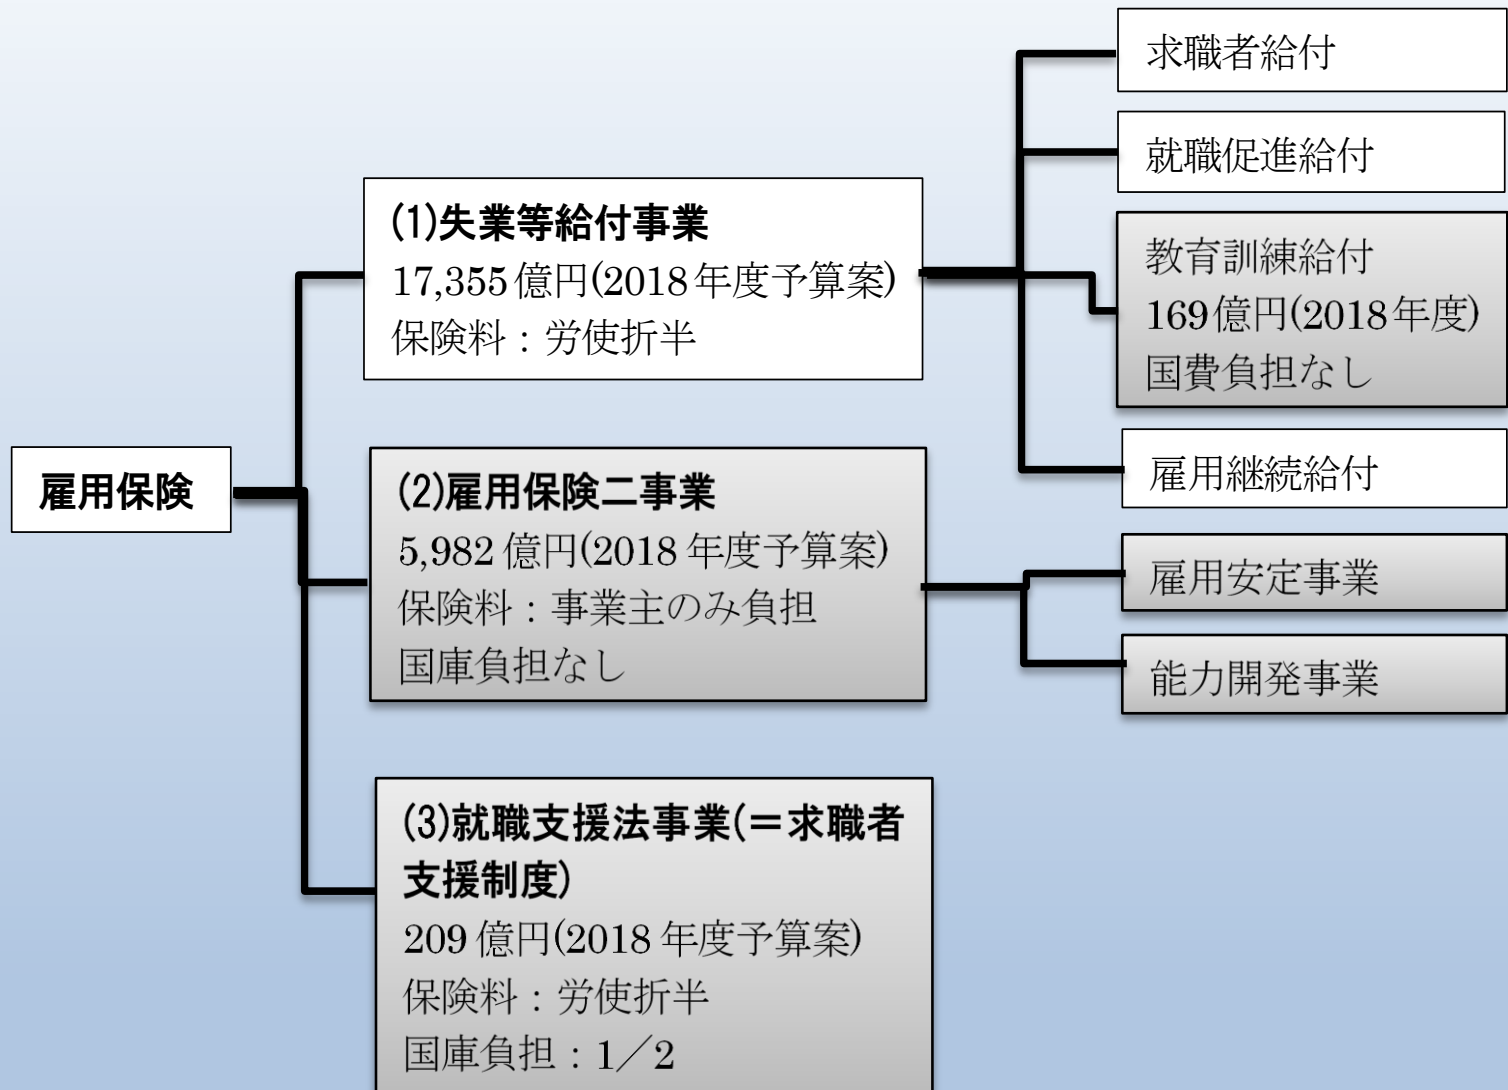 雇用保険
(1)失業等給付事業
17,355億円(2018年度予算案)
保険料：労使折半
求職者給付
就職促進給付
教育訓練給付
169億円(2018年度)
国費負担なし
雇用継続給付
(2)雇用保険二事業
5,982億円(2018年度予算案)
保険料：事業主のみ負担
国庫負担なし
雇用安定事業
能力開発事業
(3)就職支援法事業(＝求職者
支援制度)
209億円(2018年度予算案)
保険料：労使折半
国庫負担：1／2